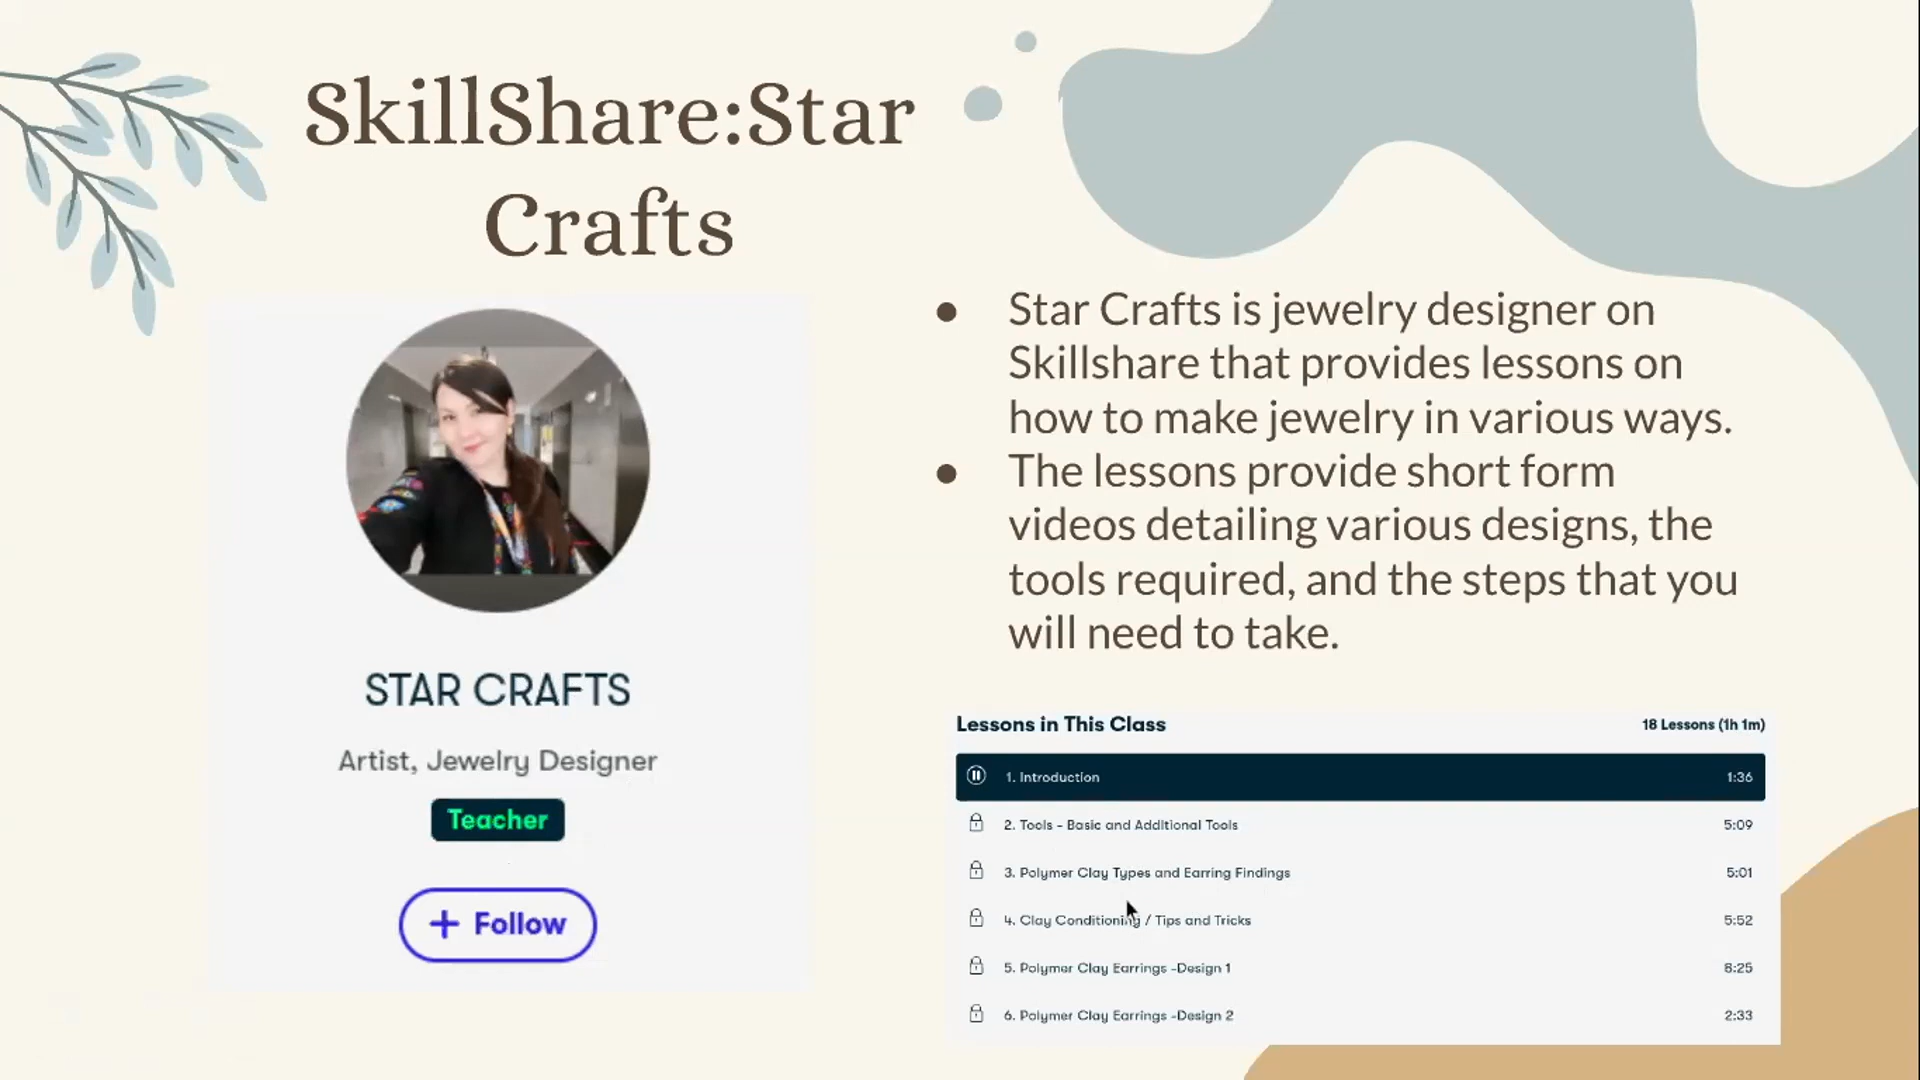 SkillShare:Star
Crafts
STAR CRAFTS
Artist, Jewelry Designer
Teacher
+ Follow
● Star Crafts is jewelry designer on
Skillshare that provides lessons on
how to make jewelry in various ways.
● The lessons provide short form
videos detailing various designs, the
tools required, and the steps that you
will need to take.
Lessons in This Class 18 Lessons (1h 1m)
1. Introduction 1:36
2. Tools - Basic and Additional Tools 5:09
3. Polymer Clay Types and Earring Findings 5:01
4. Clay Conditioning / Tips and Tricks 5:52
5. Polymer Clay Earrings -Design 1 8:25
6. Polymer Clay Earrings -Design 2 2:33